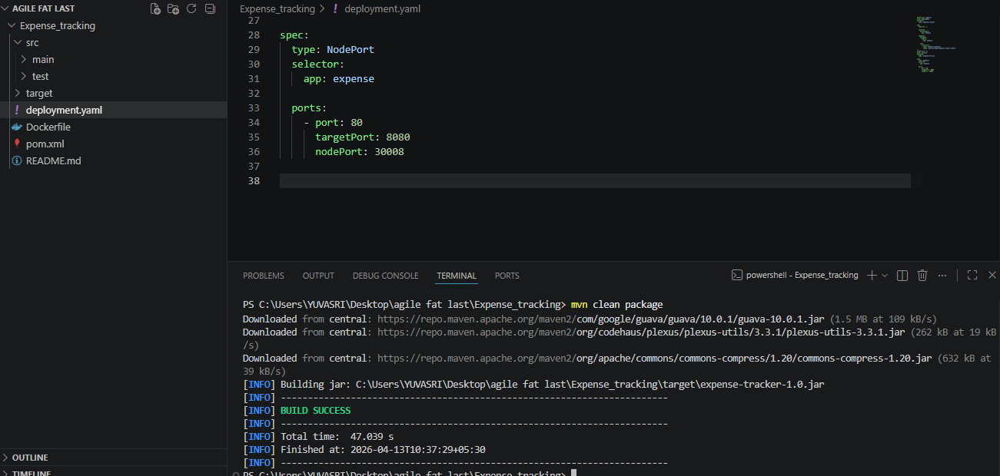 AGILE FAT LAST
Expense_tracking
src
main
test
target
! deployment.yaml
Dockerfile
pom.xml
README.md
OUTLINE
TIMELINE
Expense_tracking > ! deployment.yaml
27
28 spec:
29 type: NodePort
30 selector:
31 app: expense
32
33 ports:
34 - port: 80
35 targetPort: 8080
36 nodePort: 30008
37
38
PROBLEMS OUTPUT DEBUG CONSOLE TERMINAL PORTS powershell - Expense_tracking
PS C:\Users\YUVASRI\Desktop\agile fat last\Expense_tracking> mvn clean package
Downloaded from central: https://repo.maven.apache.org/maven2/com/google/guava/guava/10.0.1/guava-10.0.1.jar (1.5 MB at 109 kB/s)
Downloaded from central: https://repo.maven.apache.org/maven2/org/codehaus/plexus/plexus-utils/3.3.1/plexus-utils-3.3.1.jar (262 kB at 19 kB
/s)
Downloaded from central: https://repo.maven.apache.org/maven2/org/apache/commons/commons-compress/1.20/commons-compress-1.20.jar (632 kB at
39 kB/s)
[INFO] Building jar: C:\Users\YUVASRI\Desktop\agile fat last\Expense_tracking\target\expense-tracker-1.0.jar
[INFO] ------------------------------------------------------------------------
[INFO] BUILD SUCCESS
[INFO] ------------------------------------------------------------------------
[INFO] Total time:  47.039 s
[INFO] Finished at: 2026-04-13T10:37:29+05:30
[INFO] ------------------------------------------------------------------------
PS C:\Users\YUVASRI\Desktop\agile fat last\Expense_tracking>